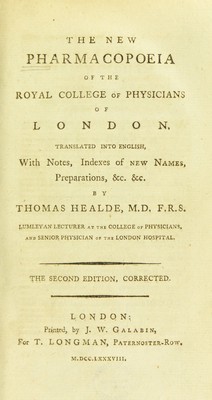 THE NEW
PHARMACOPOEIA
OF THE
ROYAL COLLEGE OF PHYSICIANS
OF
LONDON.
TRANSLATED INTO ENGLISH,
With Notes, Indexes of NEW NAMES,
Preparations, &c. &c.
BY
THOMAS HEALDE, M.D. F.R.S.
LUMLEYAN LECTURER AT THE COLLEGE OF PHYSICIANS,
AND SENIOR PHYSICIAN OF THE LONDON HOSPITAL.
THE SECOND EDITION, CORRECTED.
LONDON:
Printed, by J. W. GALABIN,
For T. LONGMAN, PATERNOSTER-ROW.
M.DCC.LXXXVIII.